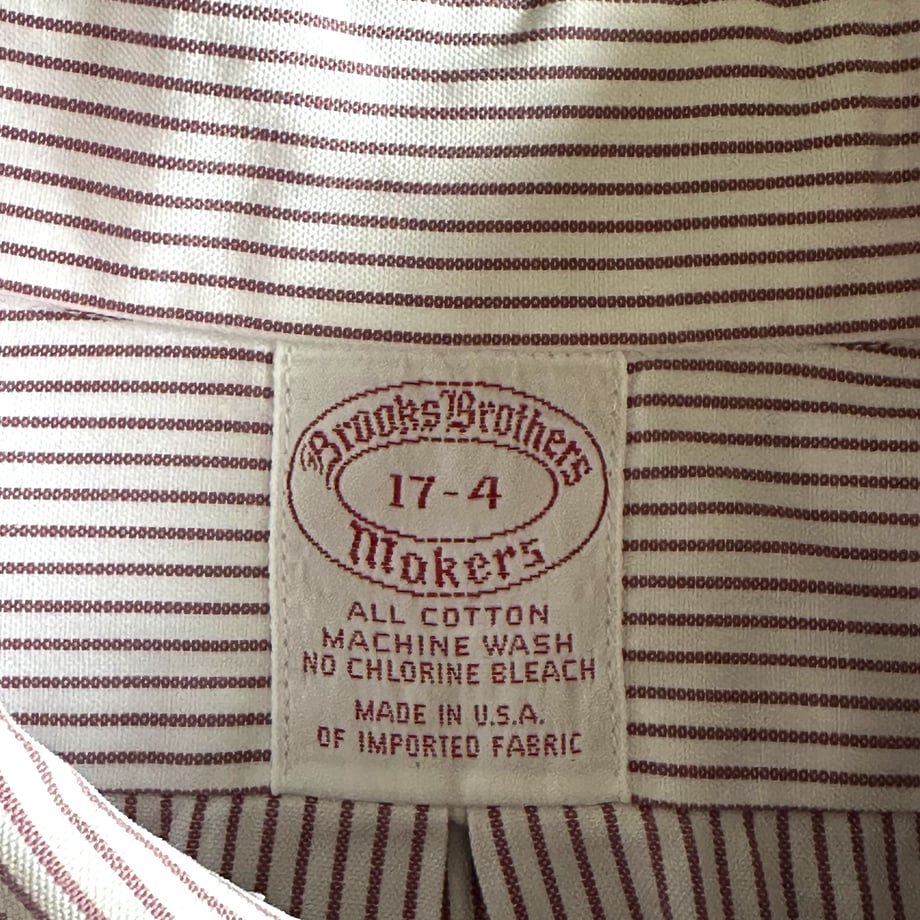 Brooks Brothers
17-4
Makers
ALL COTTON
MACHINE WASH
NO CHLORINE BLEACH
MADE IN U.S.A.
OF IMPORTED FABRIC